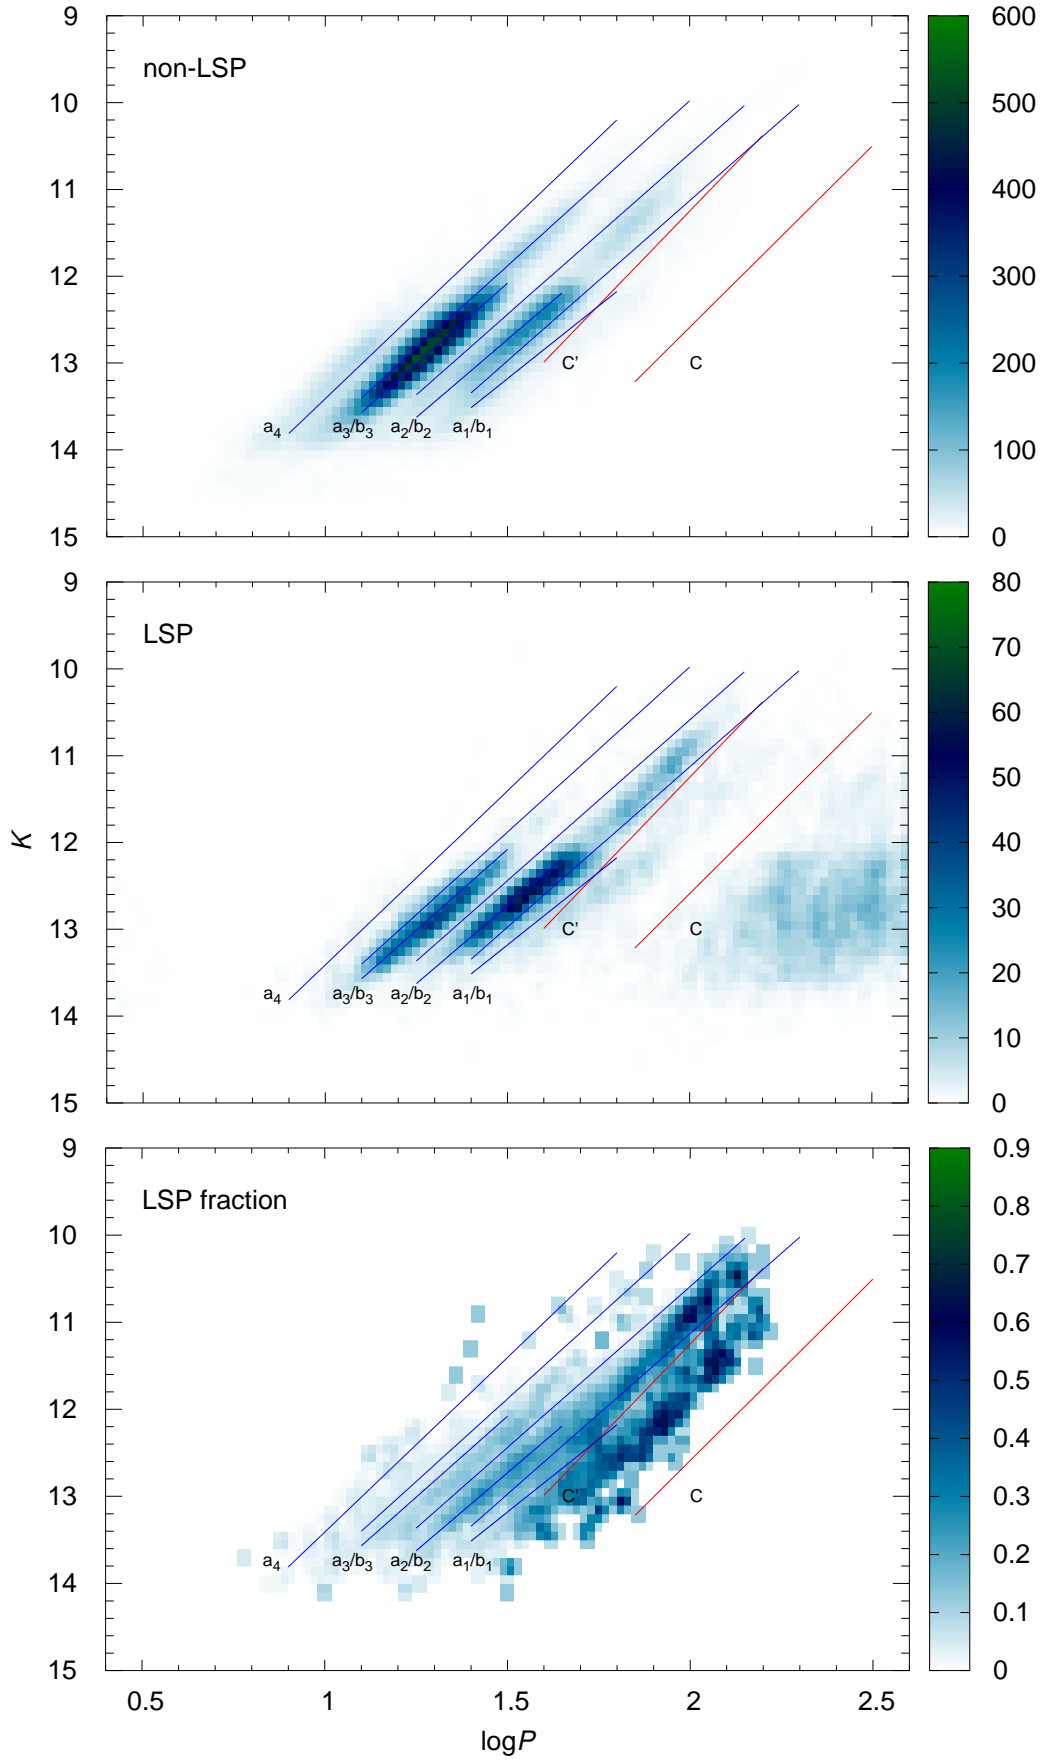 9
10
11
12
13
14
15
non-LSP
a4
a3/b3
a2/b2
a1/b1
C'
C
600
500
400
300
200
100
0
9
10
11
12
13
14
15
K
LSP
a4
a3/b3
a2/b2
a1/b1
C'
C
80
70
60
50
40
30
20
10
0
9
10
11
12
13
14
15
LSP fraction
a4
a3/b3
a2/b2
a1/b1
C'
C
0.9
0.8
0.7
0.6
0.5
0.4
0.3
0.2
0.1
0
0.5 1 1.5 2 2.5
logP